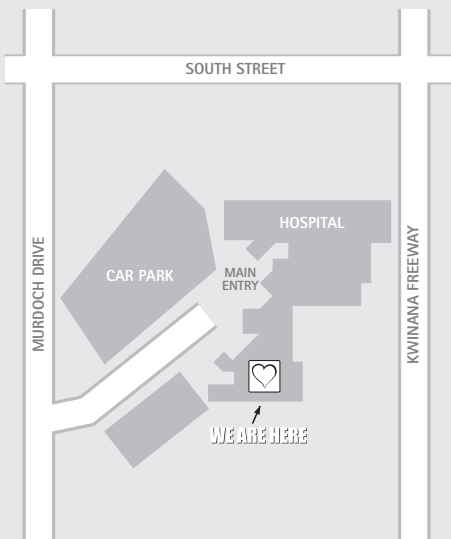 SOUTH STREET
MURDOCH DRIVE
HOSPITAL
KWINANA FREEWAY
CAR PARK
MAIN
ENTRY
WE ARE HERE